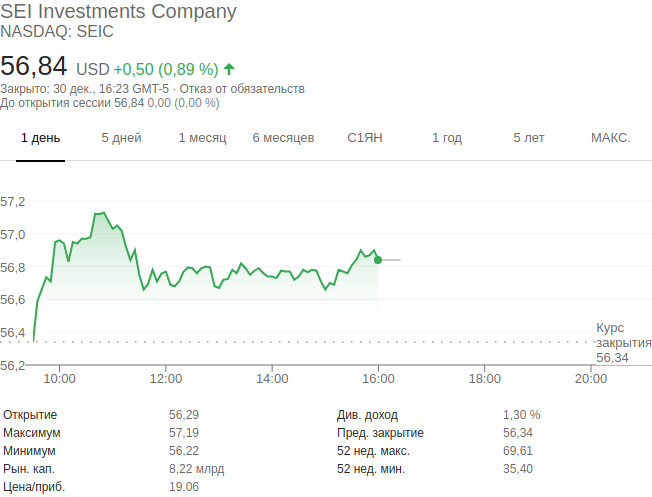 SEI Investments Company
NASDAQ: SEIC
56,84 USD +0,50 (0,89 %)
Закрыто: 30 дек., 16:23 GMT-5 · Отказ от обязательств
До открытия сессии 56,84 0,00 (0,00 %)
1 день 5 дней 1 месяц 6 месяцев С1ЯН 1 год 5 лет МАКС.
57,2
57,0
56,8
56,6
56,4
56,2
Курс
закрытия
56,34
10:00 12:00 14:00 16:00 18:00 20:00
Открытие 56,29 Див. доход 1,30 %
Максимум 57,19 Пред. закрытие 56,34
Минимум 56,22 52 нед. макс. 69,61
Рын. кап. 8,22 млрд 52 нед. мин. 35,40
Цена/приб. 19,06